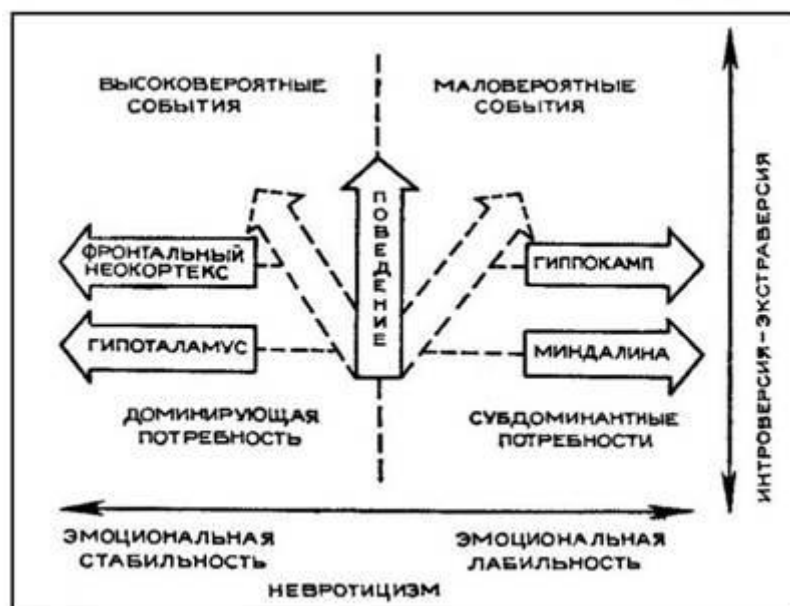 ВЫСОКОВЕРОЯТНЫЕ
СОБЫТИЯ
МАЛОВЕРОЯТНЫЕ
СОБЫТИЯ
ПОВЕДЕНИЕ
ФРОНТАЛЬНЫЙ
НЕОКОРТЕКС
ГИППОКАМП
ГИПОТАЛАМУС
МИНДАЛИНА
ДОМИНИРУЮЩАЯ
ПОТРЕБНОСТЬ
СУБДОМИНАНТНЫЕ
ПОТРЕБНОСТИ
ИНТРОВЕРСИЯ–ЭКСТРАВЕРСИЯ
ЭМОЦИОНАЛЬНАЯ
СТАБИЛЬНОСТЬ
ЭМОЦИОНАЛЬНАЯ
ЛАБИЛЬНОСТЬ
НЕВРОТИЦИЗМ